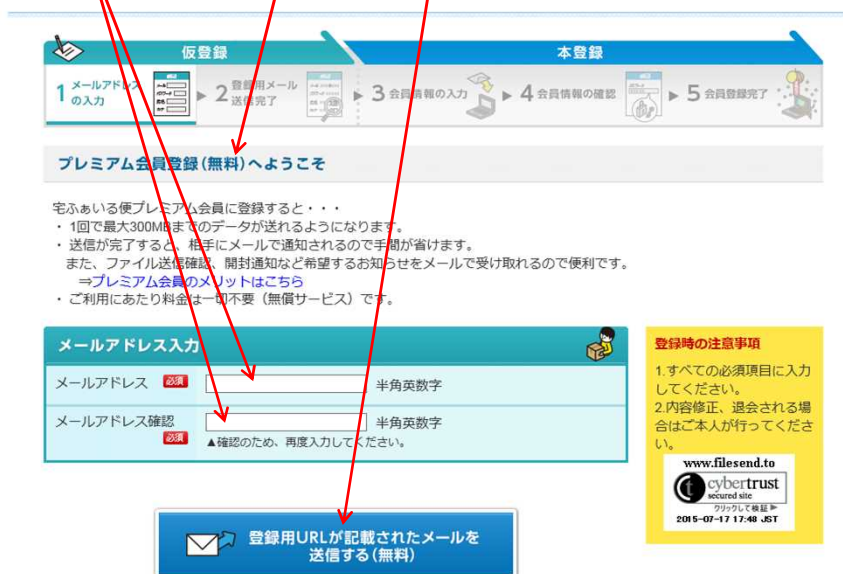 仮登録
本登録
1 メールアドレス
の入力
2 登録用メール
送信完了
3 会員情報の入力
4 会員情報の確認
5 会員登録完了
プレミアム会員登録(無料)へようこそ
宅ふぁいる便プレミアム会員に登録すると・・・
・ 1回で最大300MBまでのデータが送れるようになります。
・ 送信が完了すると、相手にメールで通知されるので手間が省けます。
また、ファイル送信確認、開封通知など希望するお知らせをメールで受け取れるので便利です。
⇒プレミアム会員のメリットはこちら
・ ご利用にあたり料金は一切不要（無償サービス）です。
メールアドレス入力
メールアドレス 必須 半角英数字
メールアドレス確認 半角英数字
必須 ▲確認のため、再度入力してください。
登録時の注意事項
1.すべての必須項目に入力
してください。
2.内容修正、退会される場
合はご本人が行ってくださ
い。
www.filesend.to
cybertrust
secured site
クリックして検証▶
2015-07-17 17:48 JST
登録用URLが記載されたメールを
送信する(無料)